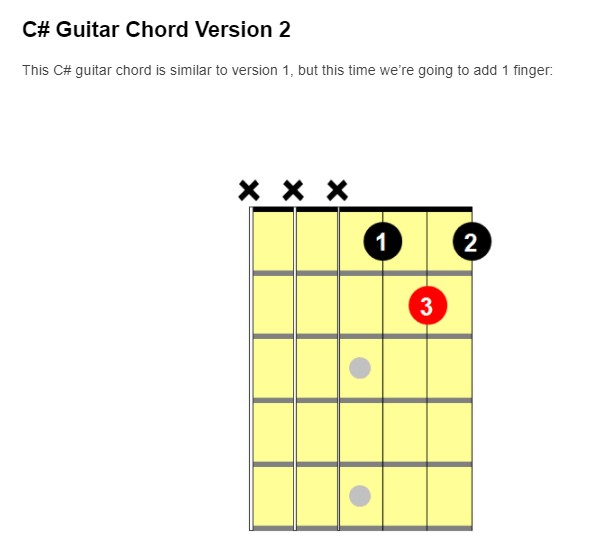 C# Guitar Chord Version 2
This C# guitar chord is similar to version 1, but this time we’re going to add 1 finger:
1 2
3